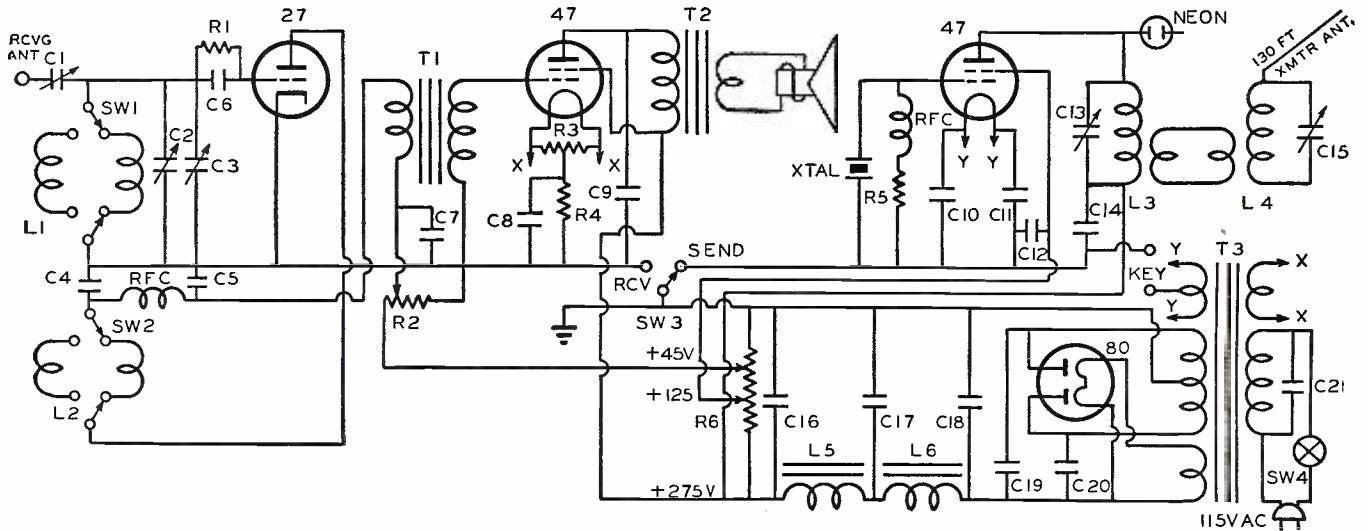 RCVG
ANT
C1
R1
27
C6
SW1
C2
C3
L1
C4
RFC
C5
SW2
L2
T1
C7
R2
47
R3
X
X
C8
R4
C9
T2
RCV
SEND
SW3
+45V
+125
R6
+275V
C16
L5
C17
L6
C18
47
NEON
XTAL
RFC
R5
Y
Y
C10
C11
C12
C13
C14
L3
L4
C15
130 FT
XMTR ANT.
KEY
Y
Y
T3
X
X
80
C19
C20
C21
SW4
115VAC